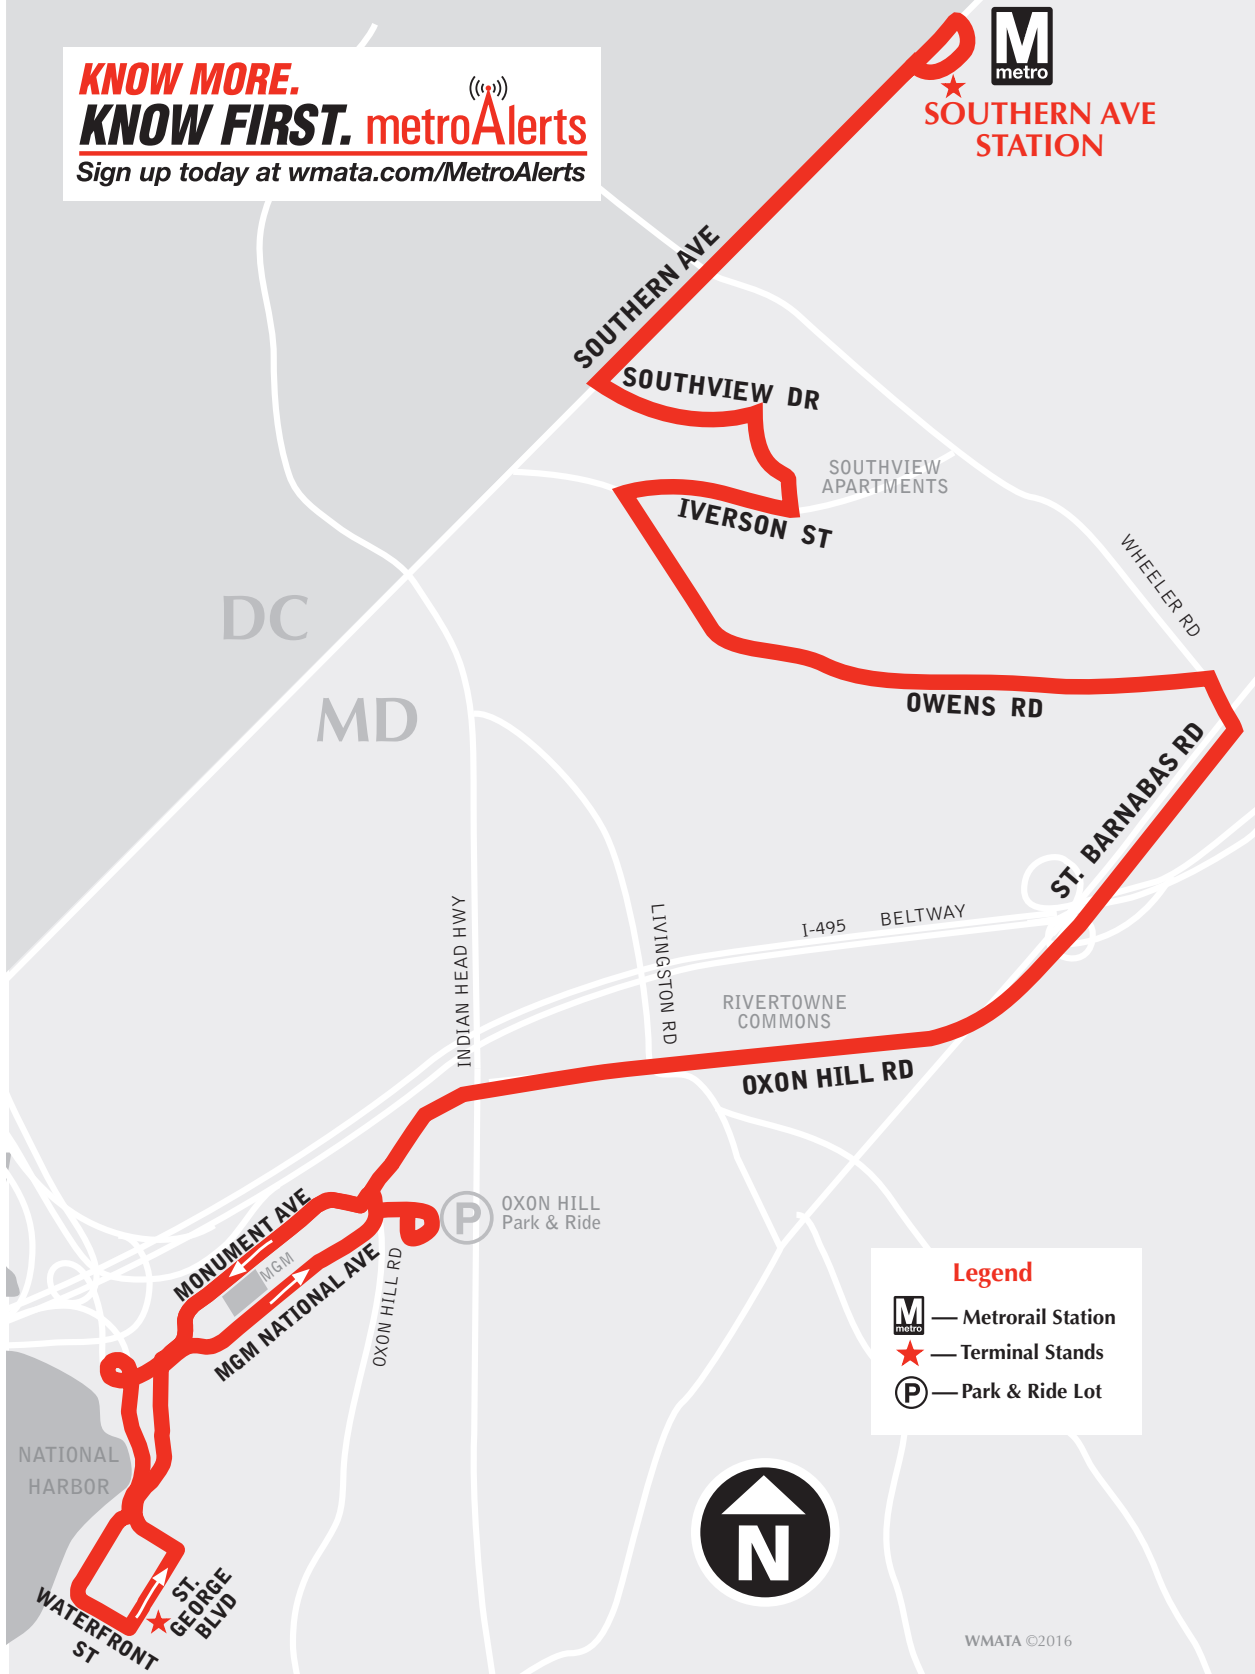 KNOW MORE.
KNOW FIRST. metroAlerts
Sign up today at wmata.com/MetroAlerts
M
metro
SOUTHERN AVE
STATION
SOUTHERN AVE
SOUTHVIEW DR
SOUTHVIEW
APARTMENTS
IVERSON ST
WHEELER RD
DC
MD
OWENS RD
ST. BARNABAS RD
INDIAN HEAD HWY
LIVINGSTON RD
I-495 BELTWAY
RIVERTOWNE
COMMONS
OXON HILL RD
MONUMENT AVE
MGM
MGM NATIONAL AVE
P
OXON HILL
Park & Ride
OXON HILL RD
Legend
M
metro
— Metrorail Station
— Terminal Stands
P
— Park & Ride Lot
NATIONAL
HARBOR
N
ST.
GEORGE
BLVD
WATERFRONT
ST
WMATA ©2016